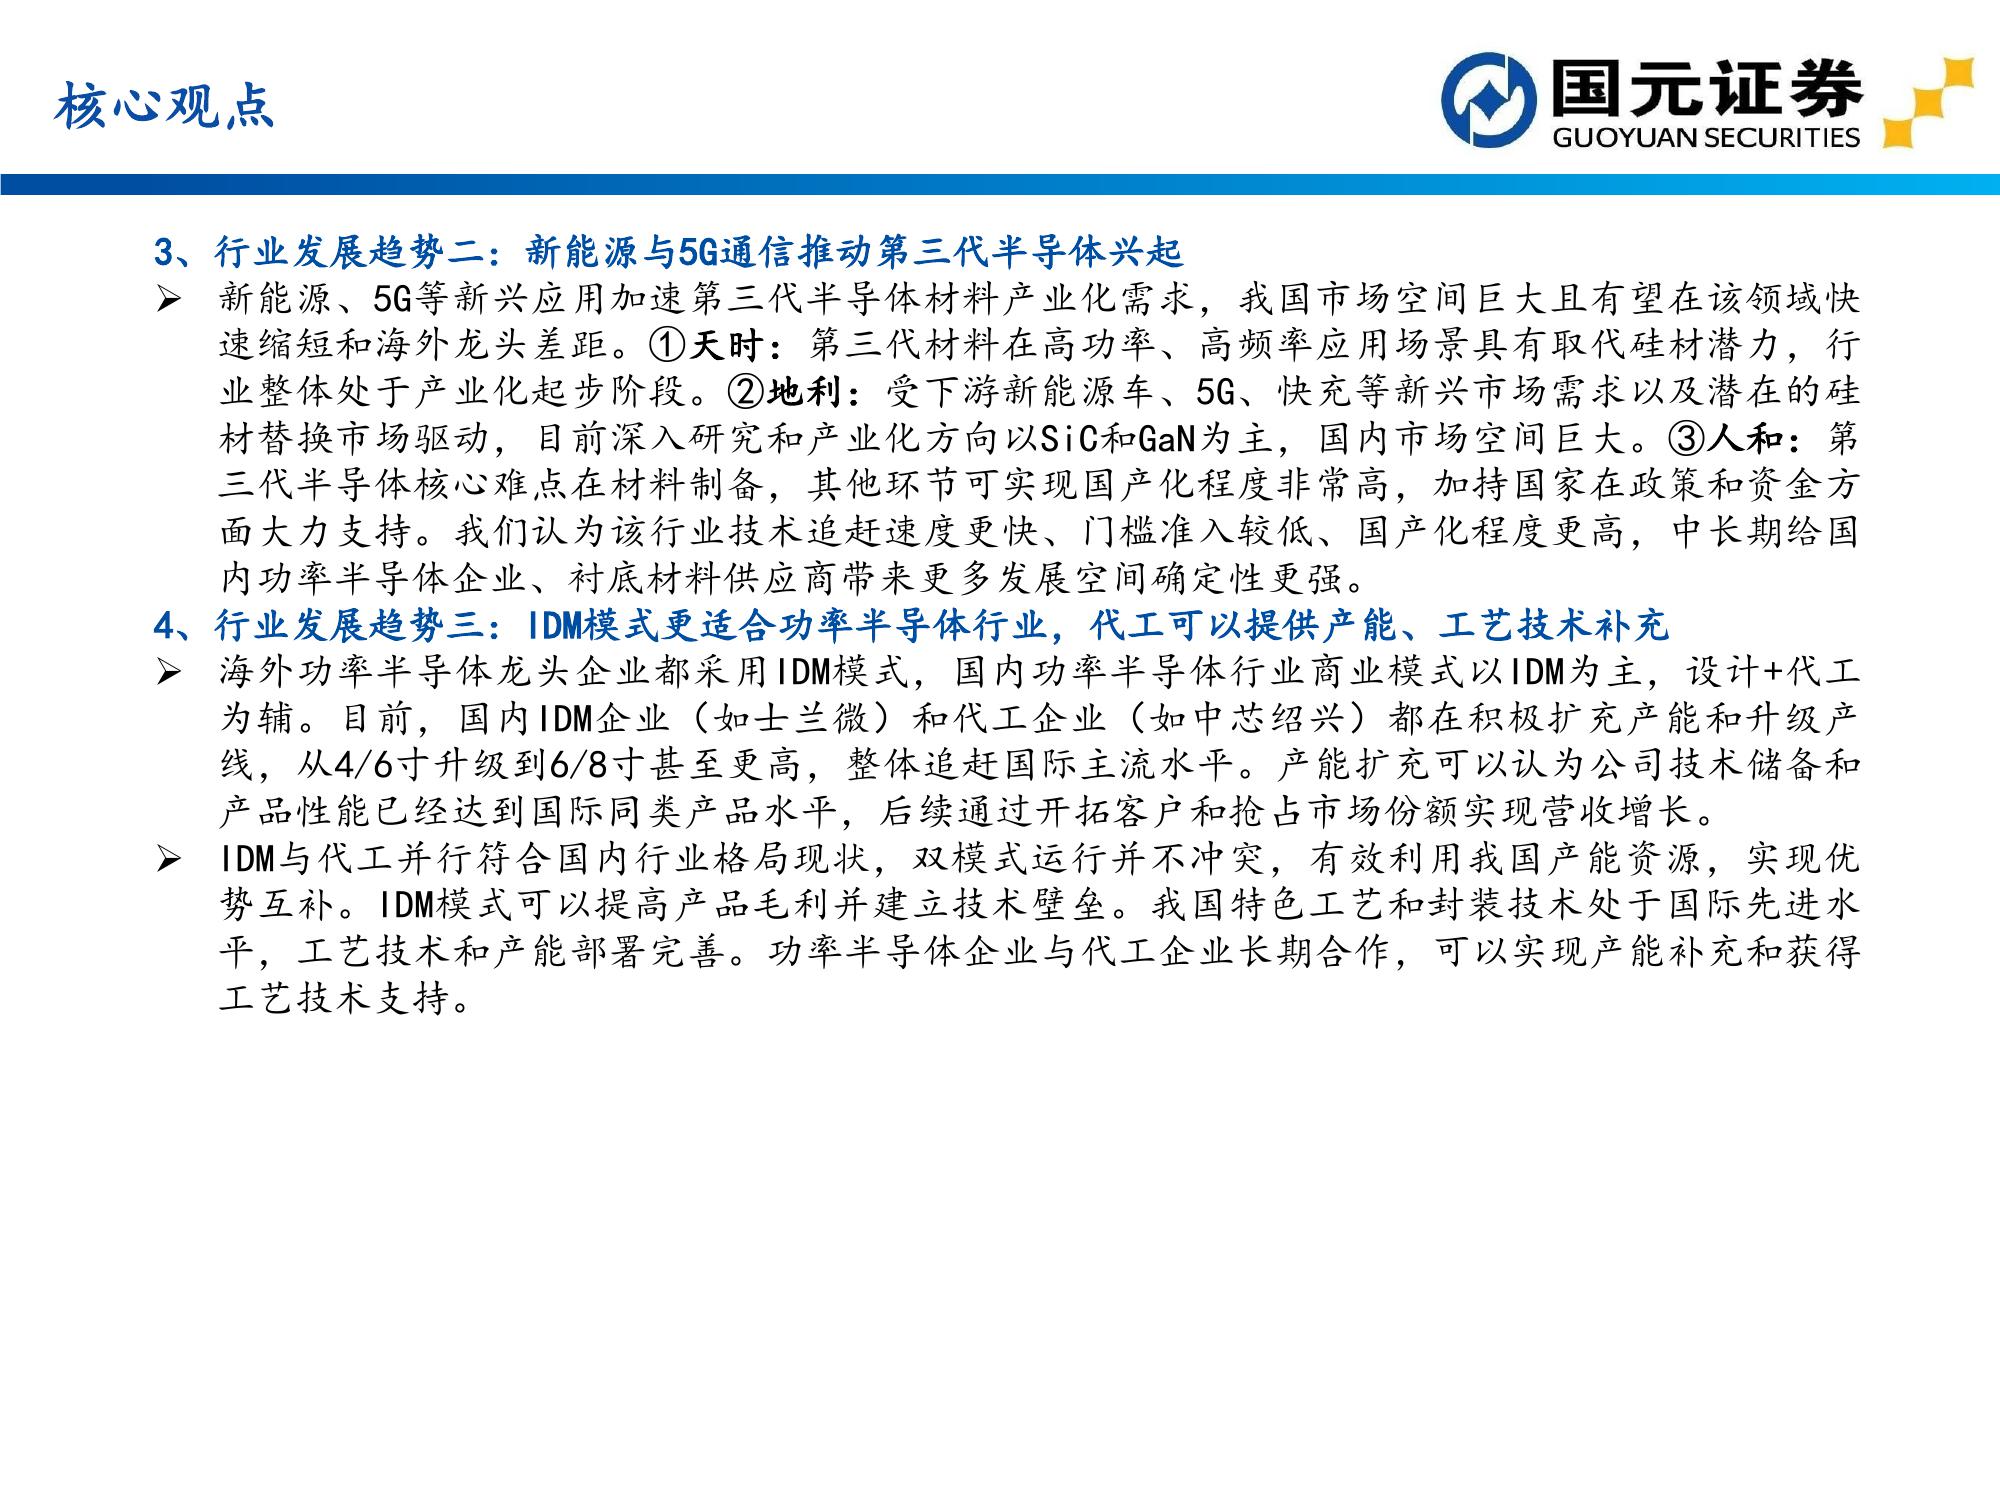 核心观点
国元证券
GUOYUAN SECURITIES
3、行业发展趋势二：新能源与5G通信推动第三代半导体兴起
➢ 新能源、5G等新兴应用加速第三代半导体材料产业化需求，我国市场空间巨大且有望在该领域快
速缩短和海外龙头差距。①天时：第三代材料在高功率、高频率应用场景具有取代硅材潜力，行
业整体处于产业化起步阶段。②地利：受下游新能源车、5G、快充等新兴市场需求以及潜在的硅
材替换市场驱动，目前深入研究和产业化方向以SiC和GaN为主，国内市场空间巨大。③人和：第
三代半导体核心难点在材料制备，其他环节可实现国产化程度非常高，加持国家在政策和资金方
面大力支持。我们认为该行业技术追赶速度更快、门槛准入较低、国产化程度更高，中长期给国
内功率半导体企业、衬底材料供应商带来更多发展空间确定性更强。
4、行业发展趋势三：IDM模式更适合功率半导体行业，代工可以提供产能、工艺技术补充
➢ 海外功率半导体龙头企业都采用IDM模式，国内功率半导体行业商业模式以IDM为主，设计+代工
为辅。目前，国内IDM企业（如士兰微）和代工企业（如中芯绍兴）都在积极扩充产能和升级产
线，从4/6寸升级到6/8寸甚至更高，整体追赶国际主流水平。产能扩充可以认为公司技术储备和
产品性能已经达到国际同类产品水平，后续通过开拓客户和抢占市场份额实现营收增长。
➢ IDM与代工并行符合国内行业格局现状，双模式运行并不冲突，有效利用我国产能资源，实现优
势互补。IDM模式可以提高产品毛利并建立技术壁垒。我国特色工艺和封装技术处于国际先进水
平，工艺技术和产能部署完善。功率半导体企业与代工企业长期合作，可以实现产能补充和获得
工艺技术支持。